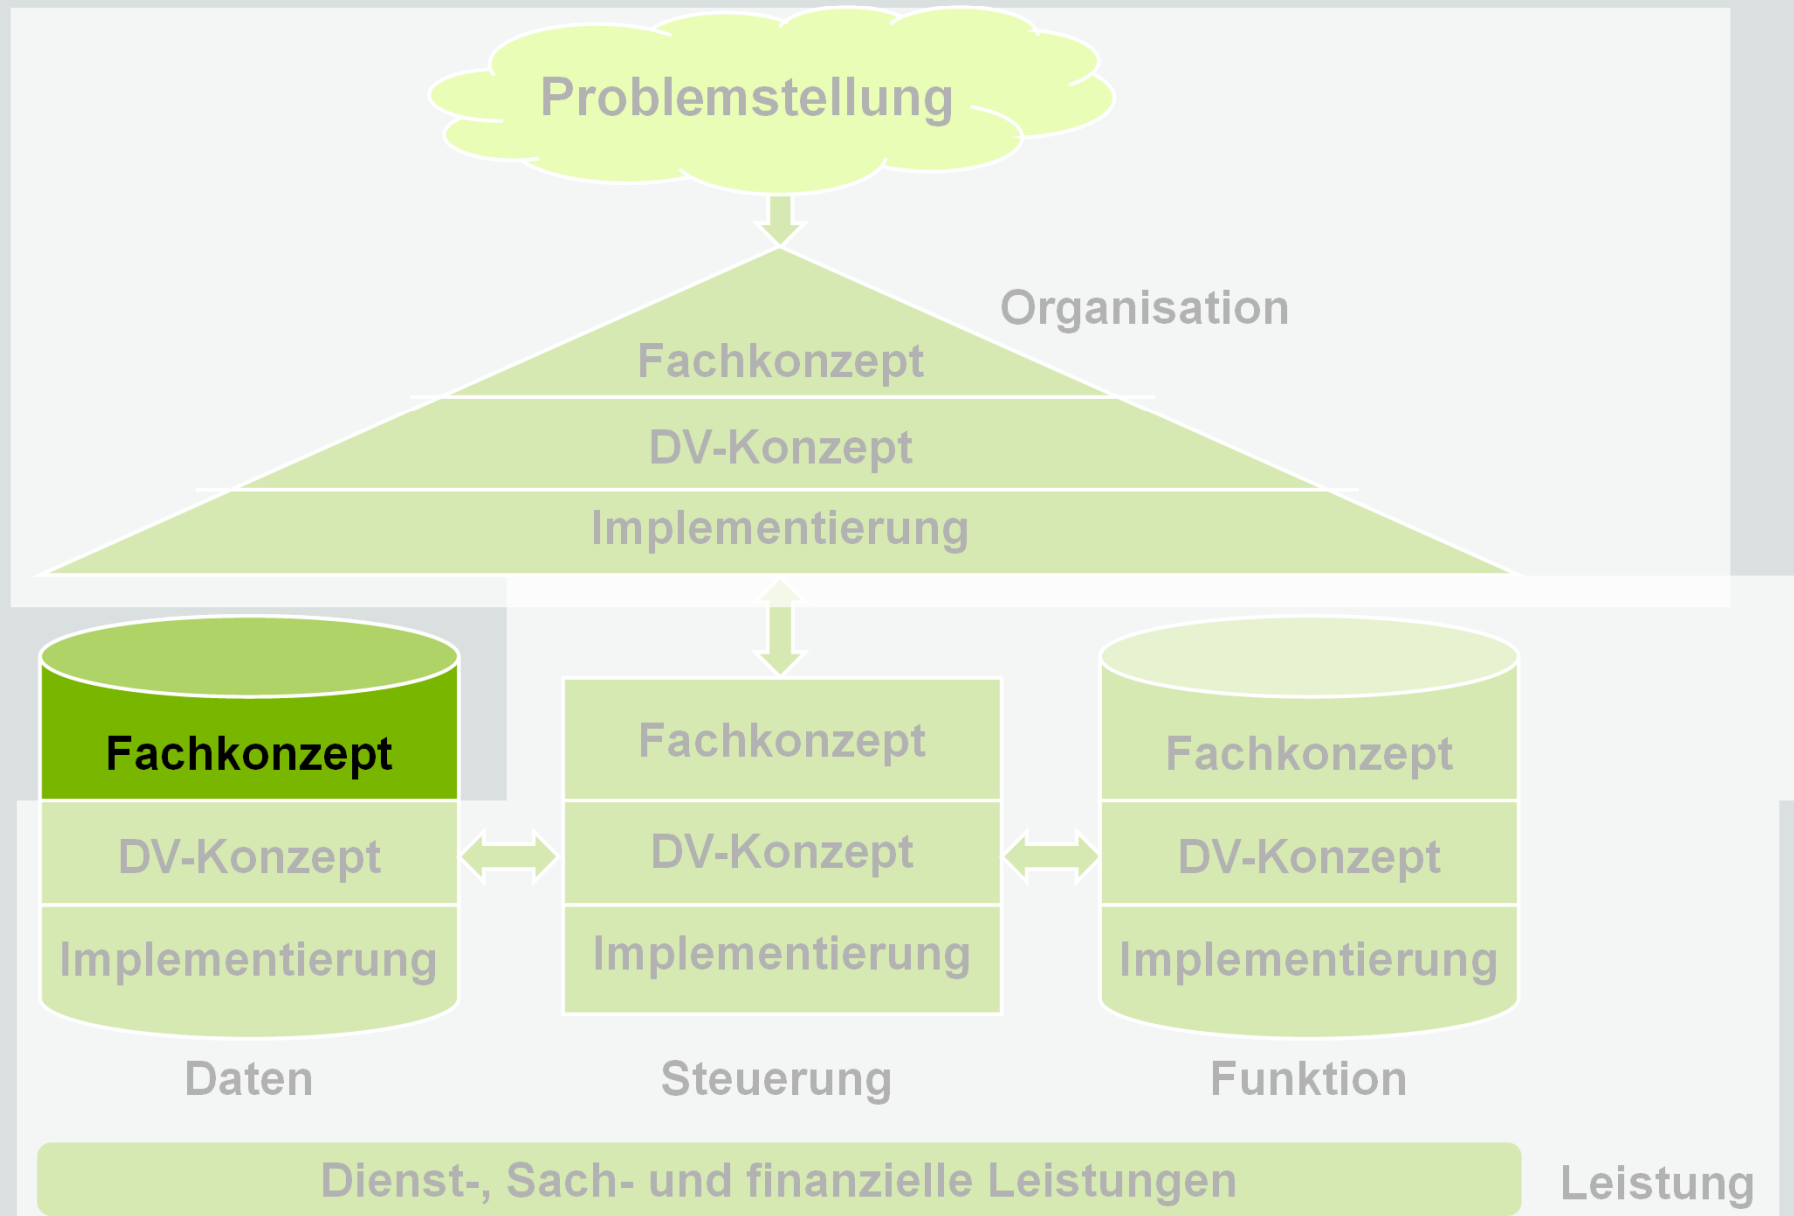 Problemstellung
Organisation
Fachkonzept
DV-Konzept
Implementierung
Fachkonzept
DV-Konzept
Implementierung
Daten
Fachkonzept
DV-Konzept
Implementierung
Steuerung
Fachkonzept
DV-Konzept
Implementierung
Funktion
Dienst-, Sach- und finanzielle Leistungen
Leistung